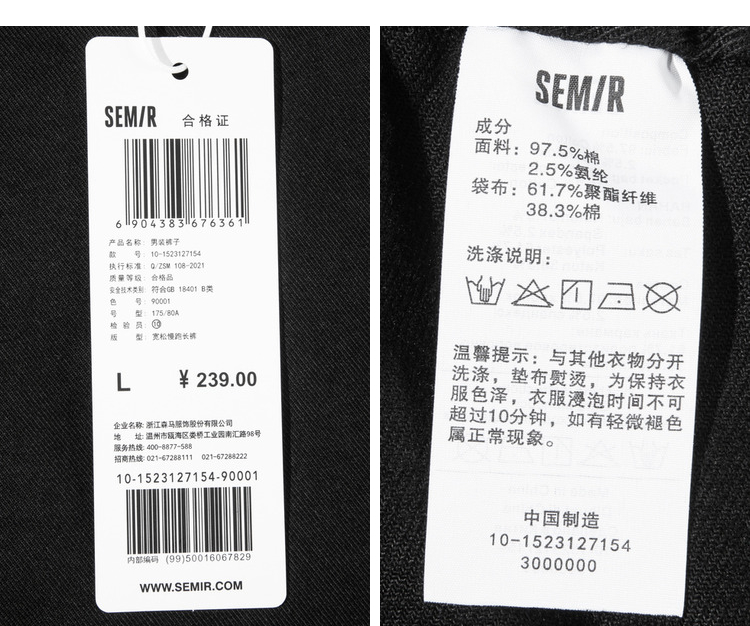 SEMIR 合格证
6 904383 676361
产品名称: 男装裤子
款 号: 10-1523127154
执行标准: Q/ZSM 108-2021
质量等级: 合格品
安全技术类别: 符合GB 18401 B类
色 号: 90001
号 型: 175/80A
检 验 员: ⑩
版 型: 宽松慢跑长裤
L ¥ 239.00
企业名称: 浙江森马服饰股份有限公司
地 址: 温州市瓯海区娄桥工业园南汇路98号
服务热线: 400-8877-588
招商热线: 021-67288111 021-67288222
10-1523127154-90001
内部编码 (99)50016067829
WWW.SEMIR.COM
SEMIR
成分
面料: 97.5%棉
2.5%氨纶
袋布: 61.7%聚酯纤维
38.3%棉
洗涤说明:
温馨提示: 与其他衣物分开
洗涤, 垫布熨烫, 为保持衣
服色泽, 衣服浸泡时间不可
超过10分钟, 如有轻微褪色
属正常现象。
中国制造
10-1523127154
3000000